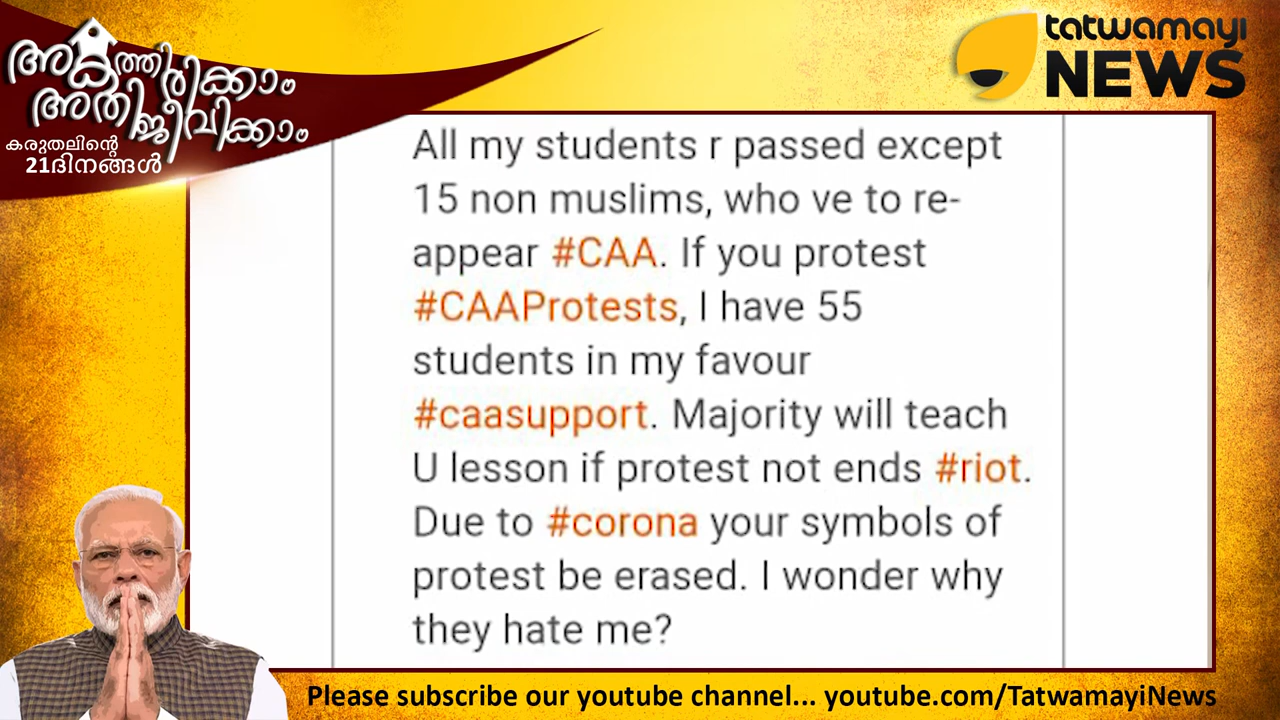 അകത്തിരിക്കാം
അതിജീവിക്കാം
കരുതലിന്റെ
21ദിനങ്ങൾ
tatwamayi
NEWS
All my students r passed except
15 non muslims, who ve to re-
appear #CAA. If you protest
#CAAProtests, I have 55
students in my favour
#caasupport. Majority will teach
U lesson if protest not ends #riot.
Due to #corona your symbols of
protest be erased. I wonder why
they hate me?
Please subscribe our youtube channel... youtube.com/TatwamayiNews